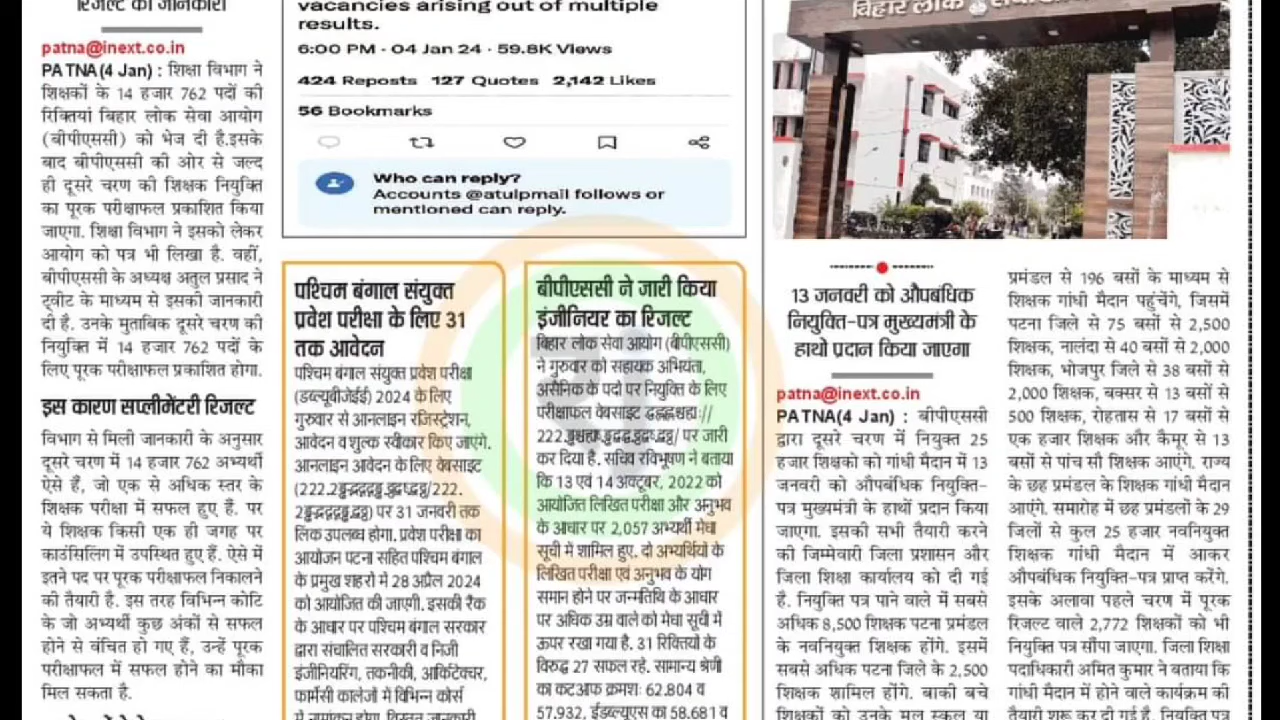 रिजल्ट की जानकारी
patna@inext.co.in
PATNA(4 Jan) : शिक्षा विभाग ने
शिक्षकों के 14 हजार 762 पदों की
रिक्तियां बिहार लोक सेवा आयोग
(बीपीएससी) को भेज दी है.इसके
बाद बीपीएससी की ओर से जल्द
ही दूसरे चरण की शिक्षक नियुक्ति
का पूरक परीक्षाफल प्रकाशित किया
जाएगा. शिक्षा विभाग ने इसको लेकर
आयोग को पत्र भी लिखा है. वहीं,
बीपीएससी के अध्यक्ष अतुल प्रसाद ने
ट्वीट के माध्यम से इसकी जानकारी
दी है. उनके मुताबिक दूसरे चरण की
नियुक्ति में 14 हजार 762 पदों के
लिए पूरक परीक्षाफल प्रकाशित होगा.
इस कारण सप्लीमेंटरी रिजल्ट
विभाग से मिली जानकारी के अनुसार
दूसरे चरण में 14 हजार 762 अभ्यर्थी
ऐसे हैं, जो एक से अधिक स्तर के
शिक्षक परीक्षा में सफल हुए हैं. पर
ये शिक्षक किसी एक ही जगह पर
काउंसिलिंग में उपस्थित हुए हैं. ऐसे में
इतने पद पर पूरक परीक्षाफल निकालने
की तैयारी है. इस तरह विभिन्न कोटि
के जो अभ्यर्थी कुछ अंकों से सफल
होने से वंचित हो गए हैं, उन्हें पूरक
परीक्षाफल में सफल होने का मौका
मिल सकता है.
vacancies arising out of multiple
results.
6:00 PM · 04 Jan 24 · 59.8K Views
424 Reposts 127 Quotes 2,142 Likes
56 Bookmarks
Who can reply?
Accounts @atulpmail follows or
mentioned can reply.
पश्चिम बंगाल संयुक्त
प्रवेश परीक्षा के लिए 31
तक आवेदन
पश्चिम बंगाल संयुक्त प्रवेश परीक्षा
(डब्ल्यूबीजेईई) 2024 के लिए
गुरुवार से आनलाइन रजिस्ट्रेशन,
आवेदन व शुल्क स्वीकार किए जाएंगे.
आनलाइन आवेदन के लिए वेबसाइट
पर 31 जनवरी तक
लिंक उपलब्ध होगा. प्रवेश परीक्षा का
आयोजन पटना सहित पश्चिम बंगाल
के प्रमुख शहरों में 28 अप्रैल 2024
को आयोजित की जाएगी. इसकी रैंक
के आधार पर पश्चिम बंगाल सरकार
द्वारा संचालित सरकारी व निजी
इंजीनियरिंग, तकनीकी, आर्किटेक्चर,
फार्मेसी कालेजों में विभिन्न कोर्स
में नामांकन होगा. विस्तृत जानकारी
बीपीएससी ने जारी किया
इंजीनियर का रिजल्ट
बिहार लोक सेवा आयोग (बीपीएससी)
ने गुरुवार को सहायक अभियंता,
असैनिक के पदों पर नियुक्ति के लिए
परीक्षाफल वेबसाइट
पर जारी
कर दिया है. सचिव रविभूषण ने बताया
कि 13 एवं 14 अक्टूबर, 2022 को
आयोजित लिखित परीक्षा और अनुभव
के आधार पर 2,057 अभ्यर्थी मेधा
सूची में शामिल हुए. दो अभ्यर्थियों के
लिखित परीक्षा एवं अनुभव के योग
समान होने पर जन्मतिथि के आधार
पर अधिक उम्र वाले को मेधा सूची में
ऊपर रखा गया है. 31 रिक्तियों के
विरुद्ध 27 सफल रहे. सामान्य श्रेणी
का कटऑफ क्रमशः 62.804 व
57.932, ईडब्ल्यूएस का 58.681 व
बिहार लोक
13 जनवरी को औपबंधिक
नियुक्ति-पत्र मुख्यमंत्री के
हाथों प्रदान किया जाएगा
patna@inext.co.in
PATNA(4 Jan) : बीपीएससी
द्वारा दूसरे चरण में नियुक्त 25
हजार शिक्षकों को गांधी मैदान में 13
जनवरी को औपबंधिक नियुक्ति-
पत्र मुख्यमंत्री के हाथों प्रदान किया
जाएगा. इसकी सभी तैयारी करने
की जिम्मेवारी जिला प्रशासन और
जिला शिक्षा कार्यालय को दी गई
है. नियुक्ति पत्र पाने वाले में सबसे
अधिक 8,500 शिक्षक पटना प्रमंडल
के नवनियुक्त शिक्षक होंगे. इसमें
सबसे अधिक पटना जिले के 2,500
शिक्षक शामिल होंगे. बाकी बचे
शिक्षकों को उनके मूल स्कूल या
प्रमंडल से 196 बसों के माध्यम से
शिक्षक गांधी मैदान पहुंचेंगे, जिसमें
पटना जिले से 75 बसों से 2,500
शिक्षक, नालंदा से 40 बसों से 2,000
शिक्षक, भोजपुर जिले से 38 बसों से
2,000 शिक्षक, बक्सर से 13 बसों से
500 शिक्षक, रोहतास से 17 बसों से
एक हजार शिक्षक और कैमूर से 13
बसों से पांच सौ शिक्षक आएंगे. राज्य
के छह प्रमंडल के शिक्षक गांधी मैदान
आएंगे. समारोह में छह प्रमंडलों के 29
जिलों से कुल 25 हजार नवनियुक्त
शिक्षक गांधी मैदान में आकर
औपबंधिक नियुक्ति-पत्र प्राप्त करेंगे.
इसके अलावा पहले चरण में पूरक
रिजल्ट वाले 2,772 शिक्षकों को भी
नियुक्ति पत्र सौंपा जाएगा. जिला शिक्षा
पदाधिकारी अमित कुमार ने बताया कि
गांधी मैदान में होने वाले कार्यक्रम की
तैयारी शुरू कर दी गई है. नियुक्ति पत्र